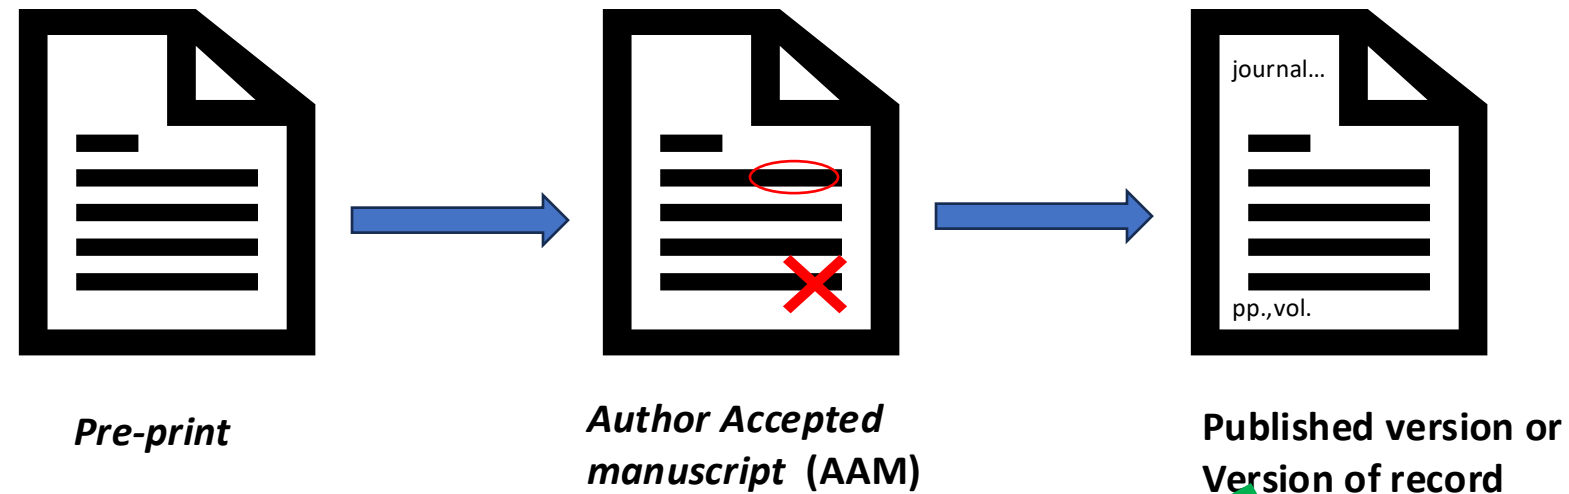 journal...
pp.,vol.
Pre-print
Author Accepted
manuscript (AAM)
Published version or
Version of record